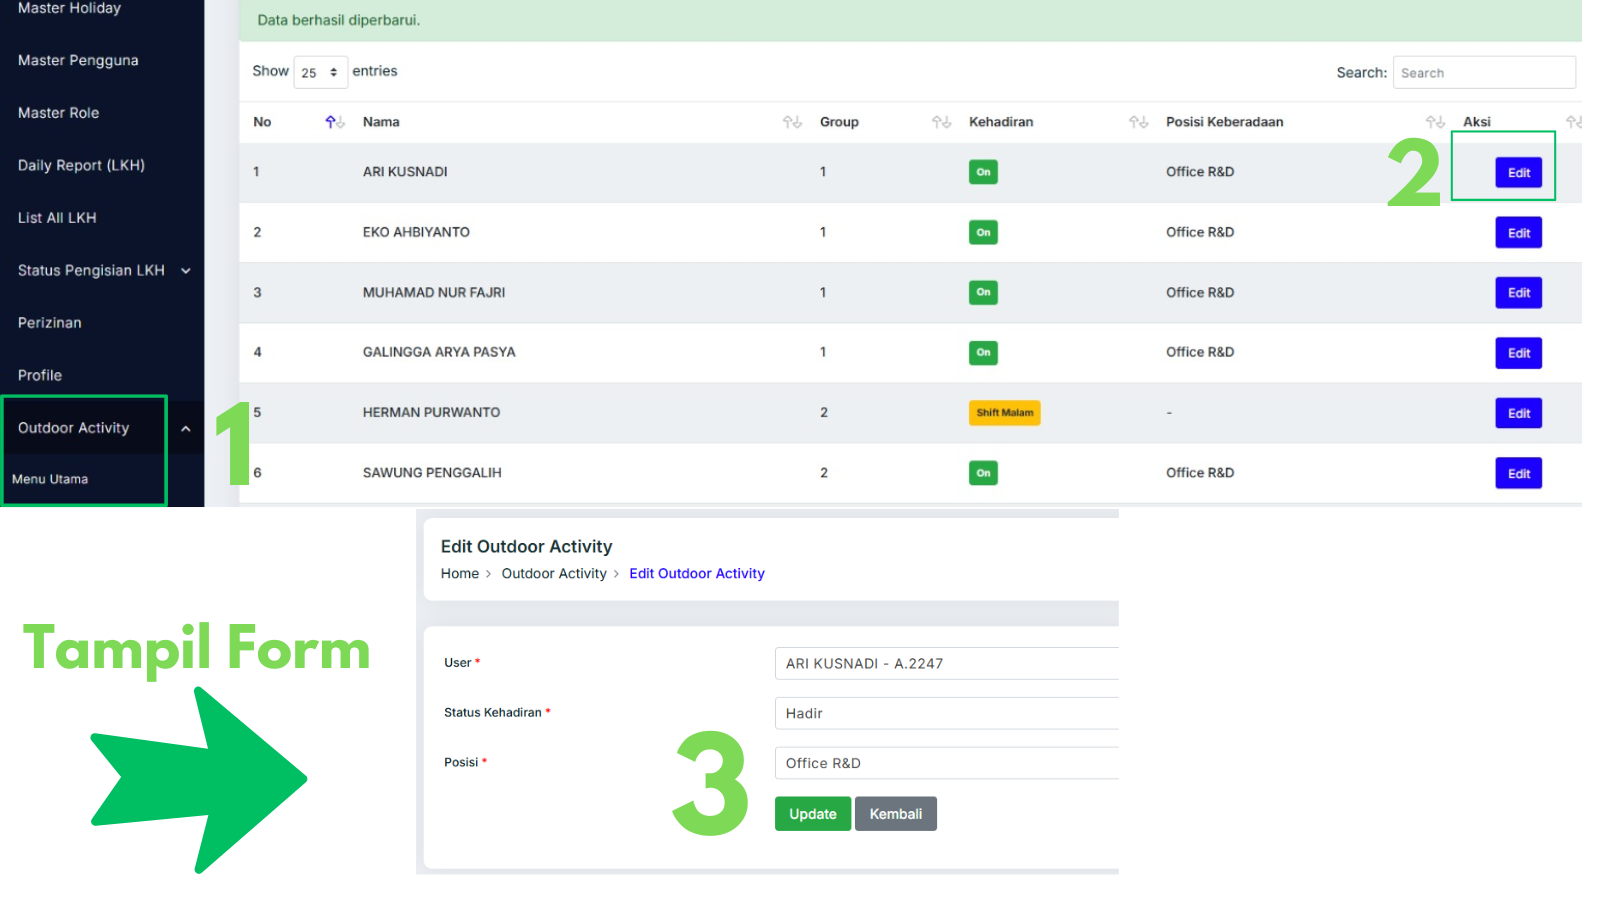 Master Holiday
Master Pengguna
Master Role
Daily Report (LKH)
List All LKH
Status Pengisian LKH
Perizinan
Profile
Outdoor Activity
Menu Utama
1
Data berhasil diperbarui.
Show 25 entries
Search: Search
No Nama Group Kehadiran Posisi Keberadaan Aksi
1 ARI KUSNADI 1 On Office R&D Edit
2
2 EKO AHBIYANTO 1 On Office R&D Edit
3 MUHAMAD NUR FAJRI 1 On Office R&D Edit
4 GALINGGA ARYA PASYA 1 On Office R&D Edit
5 HERMAN PURWANTO 2 Shift Malam - Edit
6 SAWUNG PENGGALIH 2 On Office R&D Edit
Tampil Form
Edit Outdoor Activity
Home > Outdoor Activity > Edit Outdoor Activity
User * ARI KUSNADI - A.2247
Status Kehadiran * Hadir
Posisi * Office R&D
3
Update Kembali